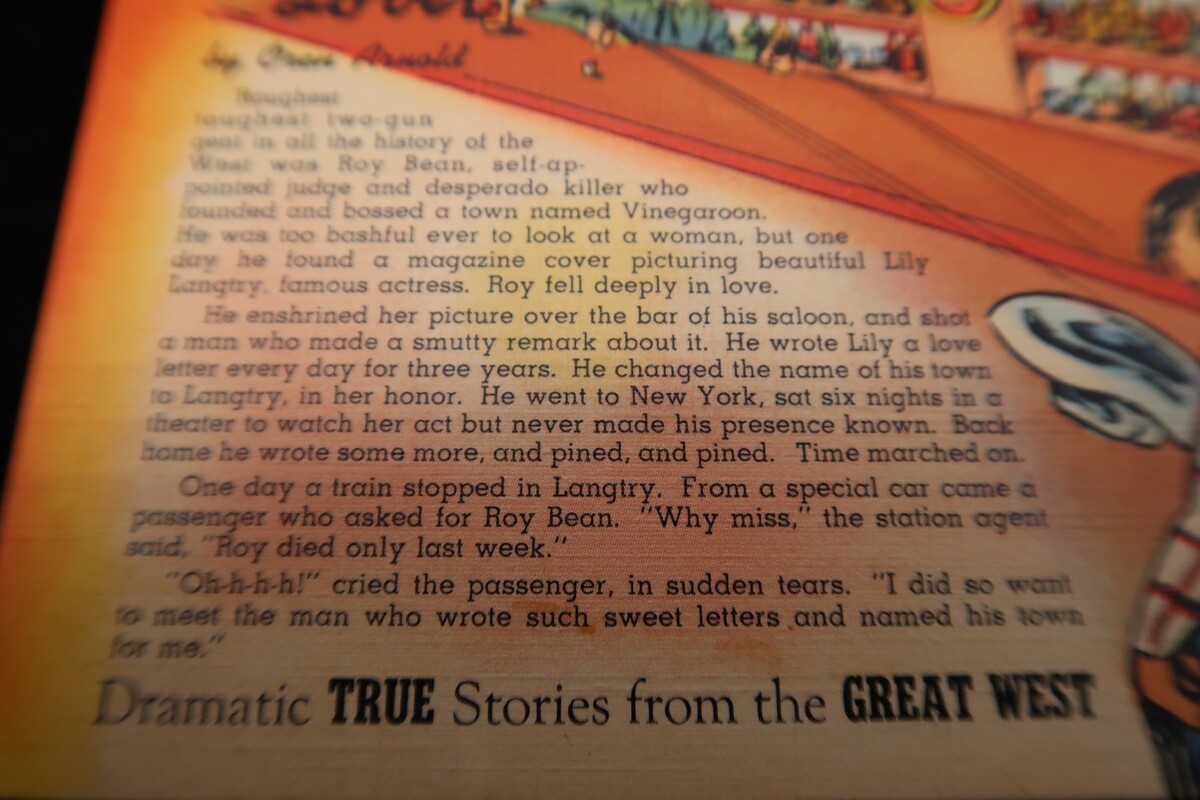 by Oren Arnold
Roughest
toughest two-gun
gent in all the history of the
West was Roy Bean, self-ap-
pointed judge and desperado killer who
founded and bossed a town named Vinegaroon.
He was too bashful ever to look at a woman, but one
day he found a magazine cover picturing beautiful Lily
Langtry, famous actress. Roy fell deeply in love.
He enshrined her picture over the bar of his saloon, and shot
a man who made a smutty remark about it. He wrote Lily a love
letter every day for three years. He changed the name of his town
to Langtry, in her honor. He went to New York, sat six nights in a
theater to watch her act but never made his presence known. Back
home he wrote some more, and pined, and pined. Time marched on.
One day a train stopped in Langtry. From a special car came a
passenger who asked for Roy Bean. "Why miss," the station agent
said, "Roy died only last week."
"Oh-h-h-h!" cried the passenger, in sudden tears. "I did so want
to meet the man who wrote such sweet letters and named his town
for me."
Dramatic TRUE Stories from the GREAT WEST